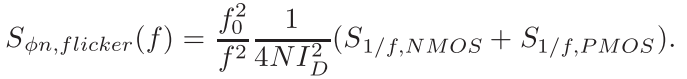 $$S_{\phi n,flicker}(f) = \frac{f_0^2}{f^2} \frac{1}{4NI_D^2} (S_{1/f,NMOS} + S_{1/f,PMOS}).$$